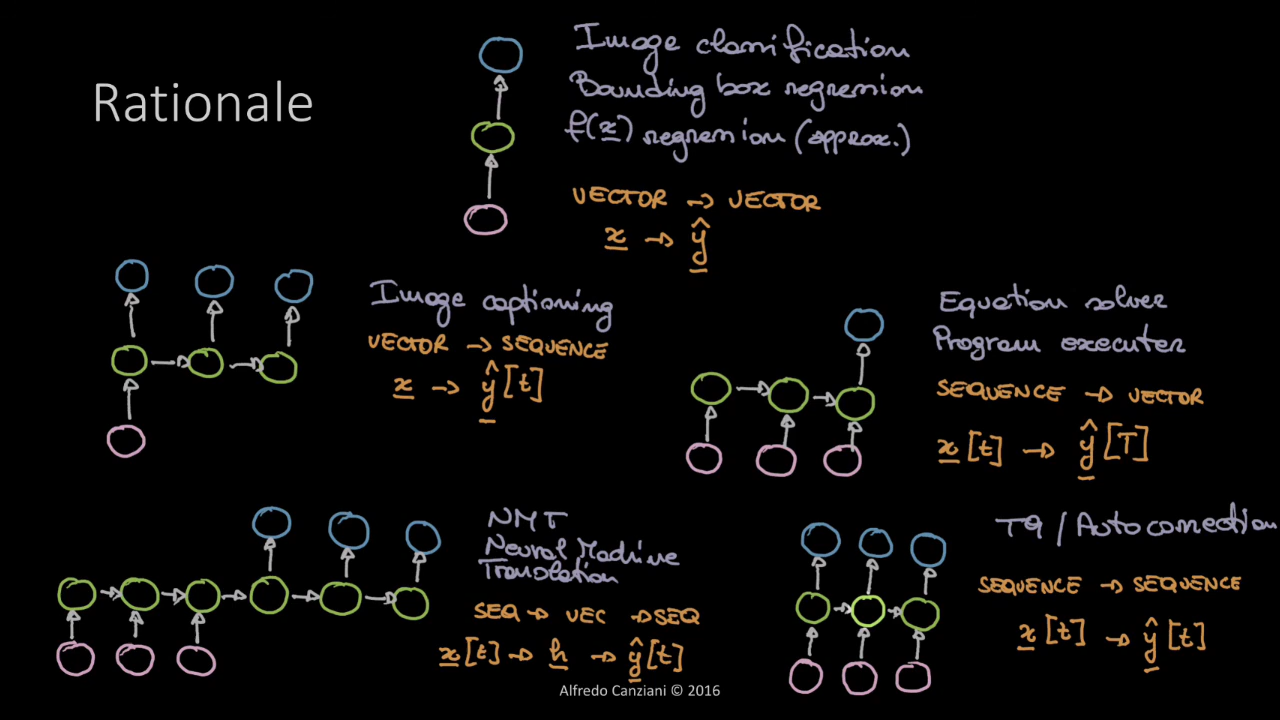 Rationale
Image classification
Bounding box regression
f(x) regression (approx.)
VECTOR → VECTOR
x → ŷ
Image captioning
VECTOR → SEQUENCE
x → ŷ[t]
Equation solver
Program executer
SEQUENCE → VECTOR
x[t] → ŷ[T]
NMT
Neural Machine
Translation
SEQ → VEC → SEQ
x[t] → h → ŷ[t]
T9 / Autocorrection
SEQUENCE → SEQUENCE
x[t] → ŷ[t]
Alfredo Canziani © 2016